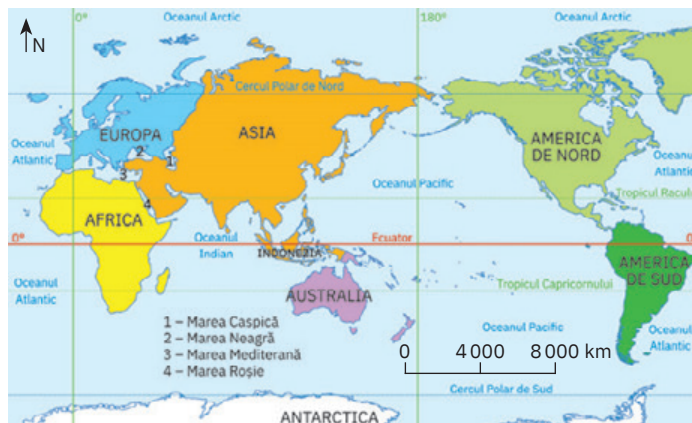 0°
180°
Oceanul Arctic
Oceanul Arctic
N
Cercul Polar de Nord
EUROPA
ASIA
AMERICA
DE NORD
Oceanul
Atlantic
2
1
3
4
Oceanul
Atlantic
Oceanul Pacific
Tropicul Racului
AFRICA
0°
Oceanul
Indian
Ecuator
0°
INDONEZIA
AMERICA
DE SUD
Oceanul
Atlantic
AUSTRALIA
Tropicul Capricornului
1 – Marea Caspică
2 – Marea Neagră
3 – Marea Mediterană
4 – Marea Roșie
Oceanul Pacific
Oceanul
Atlantic
0 4 000 8 000 km
Cercul Polar de Sud
ANTARCTICA